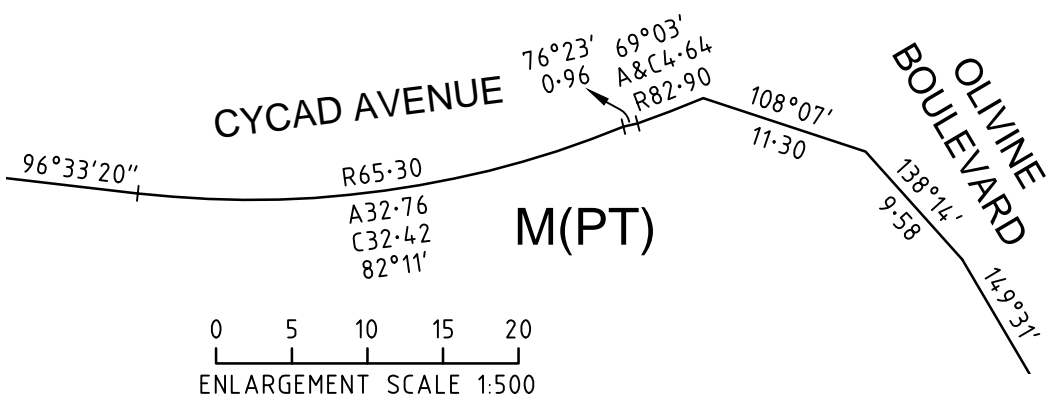 76°23'
0·96
69°03'
A&C4·64
R82·90
CYCAD AVENUE
108°07'
11·30
OLIVINE
BOULEVARD
96°33'20"
R65·30
A32·76
C32·42
82°11'
M(PT)
138°14'
9·58
149°31'
0 5 10 15 20
ENLARGEMENT SCALE 1:500